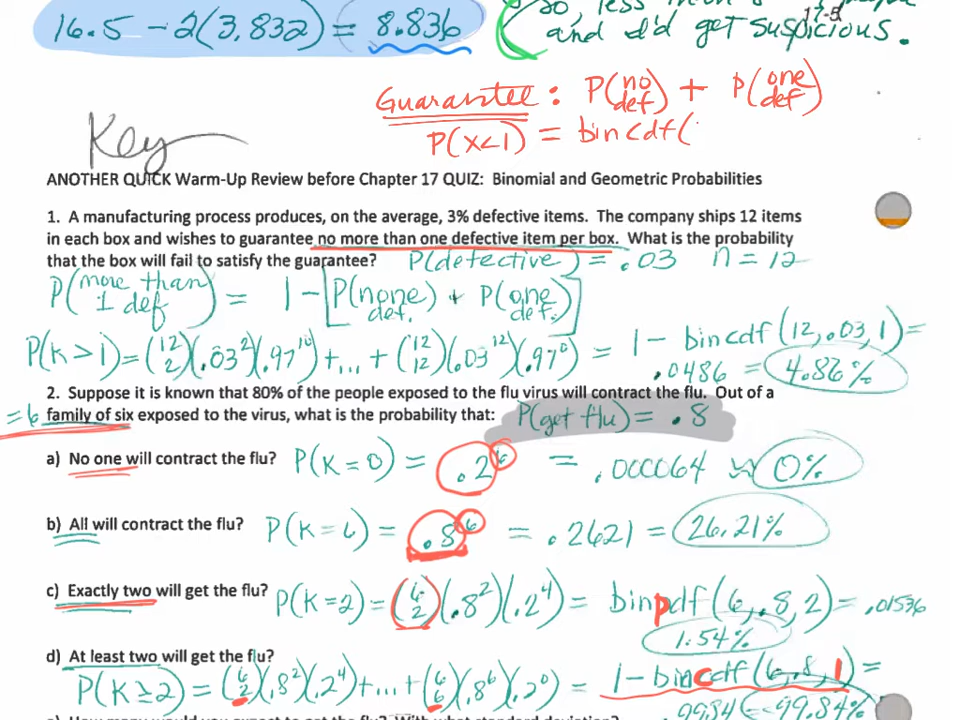 16.5 - 2(3.832) = 8.836
so, less than
and did get suspicious.
Guarantee: P(no def) + P(one def)
P(x<1) = bincdf(
Key
ANOTHER QUICK Warm-Up Review before Chapter 17 QUIZ: Binomial and Geometric Probabilities
1. A manufacturing process produces, on the average, 3% defective items. The company ships 12 items
in each box and wishes to guarantee no more than one defective item per box. What is the probability
that the box will fail to satisfy the guarantee? P(defective) = .03 n = 12
P(more than 1 def) = 1 - [P(none def.) + P(one def.)]
P(K > 1) = (12 2)(.03²)(.97¹⁰) + ... + (12 12)(.03¹²)(.97⁰) = 1 - bincdf(12, .03, 1) =
.0486 = 4.86%
2. Suppose it is known that 80% of the people exposed to the flu virus will contract the flu. Out of a
= 6 family of six exposed to the virus, what is the probability that: P(get flu) = .8
a) No one will contract the flu? P(K = 0) = .2⁶ = .000064 ≈ 0%
b) All will contract the flu? P(K = 6) = .8⁶ = .2621 = 26.21%
c) Exactly two will get the flu? P(K = 2) = (6 2)(.8²)(.2⁴) = binpdf(6, .8, 2) = .01536
1.54%
d) At least two will get the flu?
P(K ≥ 2) = (6 2)(.8²)(.2⁴) + ... + (6 6)(.8⁶)(.2⁰) = 1 - bincdf(6, .8, 1) =
.9984 = 99.84%